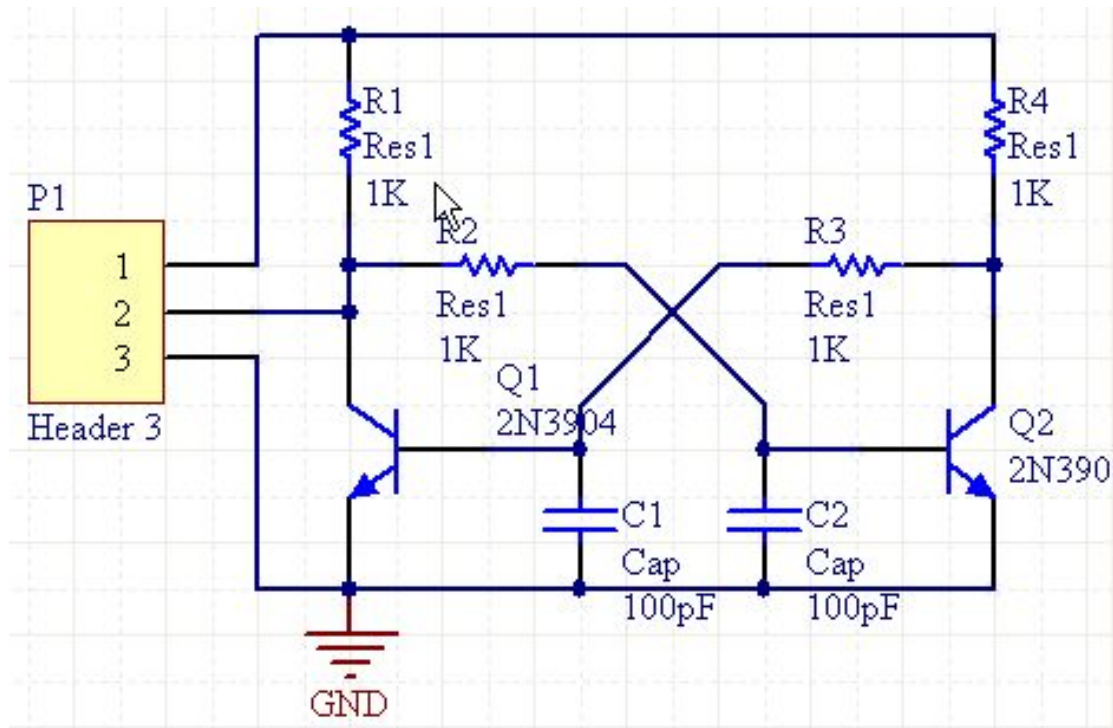 R1
Res1
1K
R4
Res1
1K
P1
1
2
3
Header 3
R2
Res1
1K
R3
Res1
1K
Q1
2N3904
Q2
2N390
C1
Cap
100pF
C2
Cap
100pF
GND